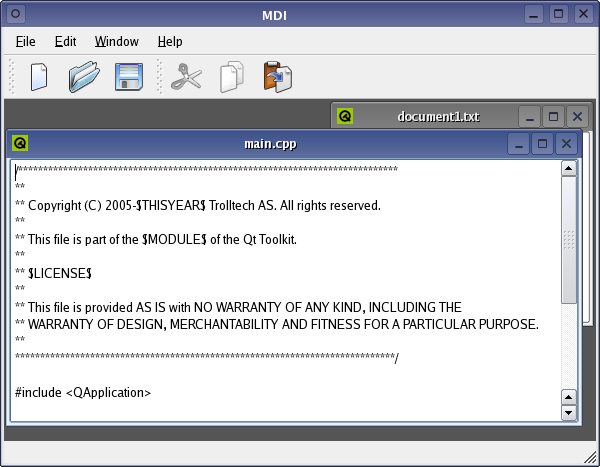 MDI
File Edit Window Help
document1.txt
main.cpp
/*************************************************************************
**
** Copyright (C) 2005-$THISYEAR$ Trolltech AS. All rights reserved.
**
** This file is part of the $MODULE$ of the Qt Toolkit.
**
** $LICENSE$
**
** This file is provided AS IS with NO WARRANTY OF ANY KIND, INCLUDING THE
** WARRANTY OF DESIGN, MERCHANTABILITY AND FITNESS FOR A PARTICULAR PURPOSE.
**
*************************************************************************/
#include <QApplication>